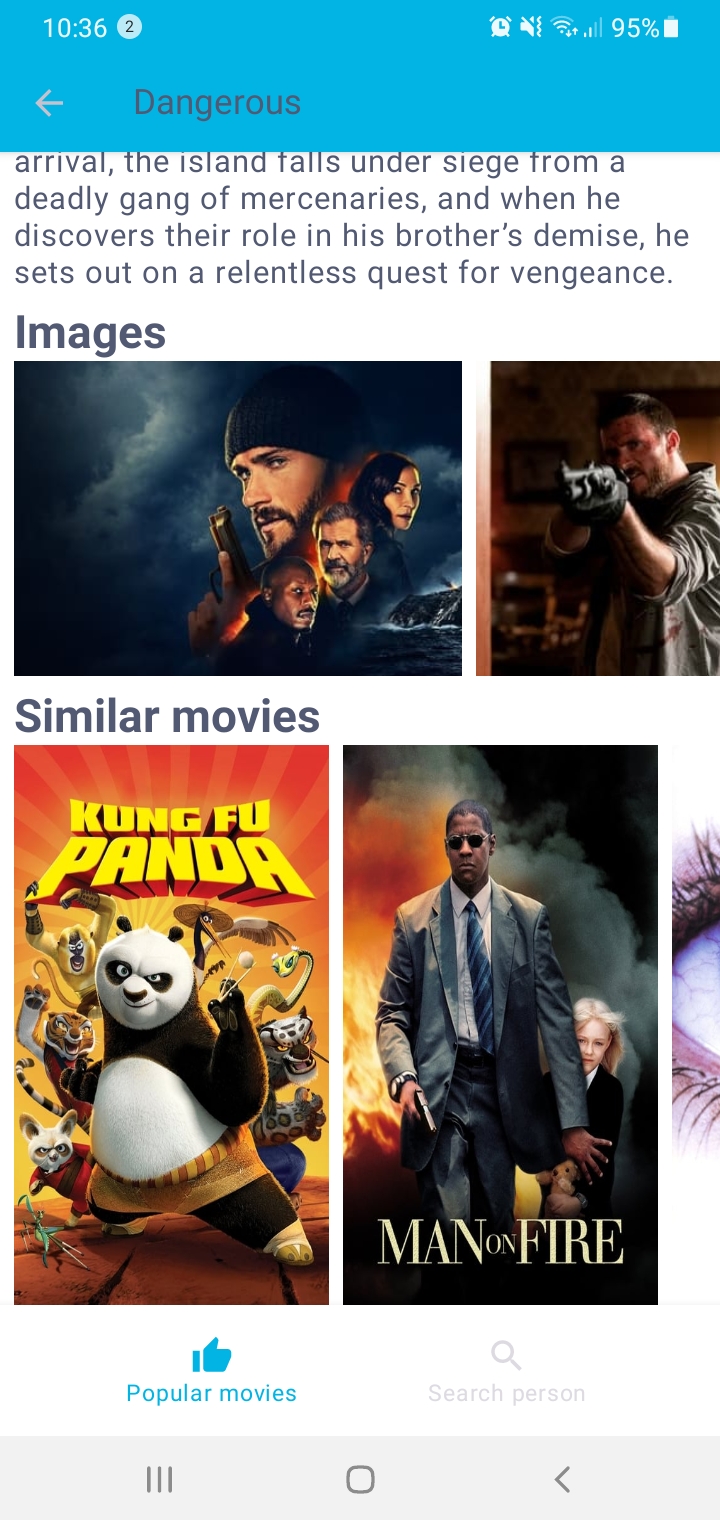 10:36 2 95%
Dangerous
arrival, the island falls under siege from a
deadly gang of mercenaries, and when he
discovers their role in his brother’s demise, he
sets out on a relentless quest for vengeance.
Images
Similar movies
KUNG FU
PANDA
MAN ON FIRE
Popular movies
Search person